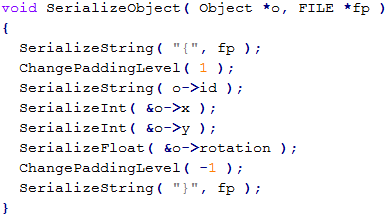 void SerializeObject( Object *o, FILE *fp )
{
  SerializeString( "{", fp );
  ChangePaddingLevel( 1 );
  SerializeString( o->id );
  SerializeInt( &o->x );
  SerializeInt( &o->y );
  SerializeFloat( &o->rotation );
  ChangePaddingLevel( -1 );
  SerializeString( "}", fp );
}